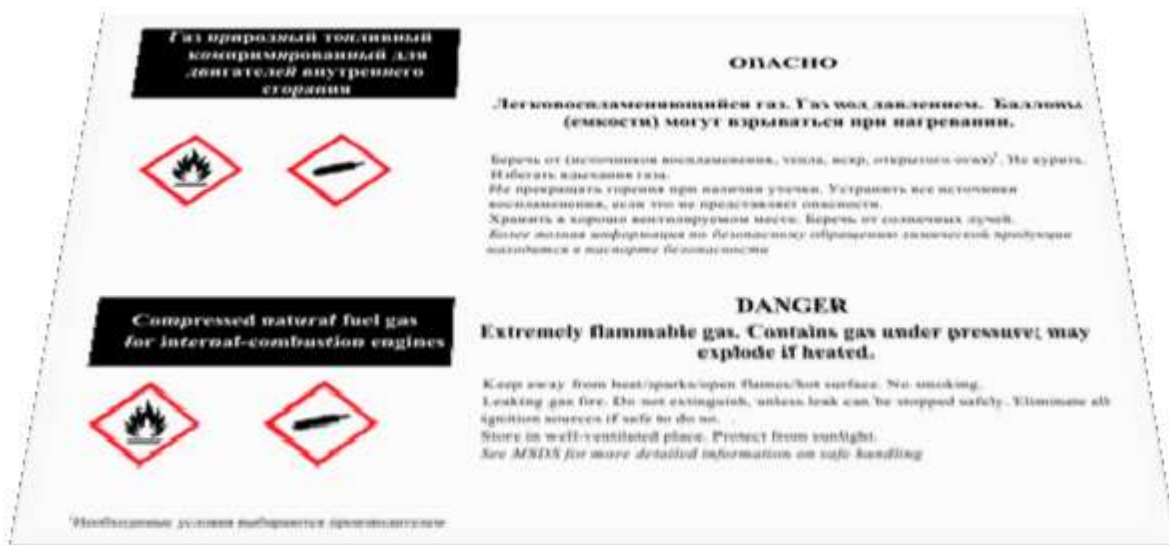 Газ природный топливный
компримированный для
двигателей внутреннего
сгорания
ОПАСНО
Легковоспламеняющийся газ. Газ под давлением. Баллоны
(емкости) могут взрываться при нагревании.
Беречь от (источников воспламенения, тепла, искр, открытого огня)¹. Не курить.
Избегать вдыхания газа.
Не прекращать горения при наличии утечки. Устранить все источники
воспламенения, если это не представляет опасности.
Хранить в хорошо вентилируемом месте. Беречь от солнечных лучей.
Более полная информация по безопасному обращению химической продукции
находится в паспорте безопасности
Compressed natural fuel gas
for internal-combustion engines
DANGER
Extremely flammable gas. Contains gas under pressure; may
explode if heated.
Keep away from heat/sparks/open flames/hot surface. No smoking.
Leaking gas fire. Do not extinguish, unless leak can be stopped safely. Eliminate all
ignition sources if safe to do so. .
Store in well-ventilated place. Protect from sunlight.
See MSDS for more detailed information on safe handling
¹Необходимые условия выбираются производителем